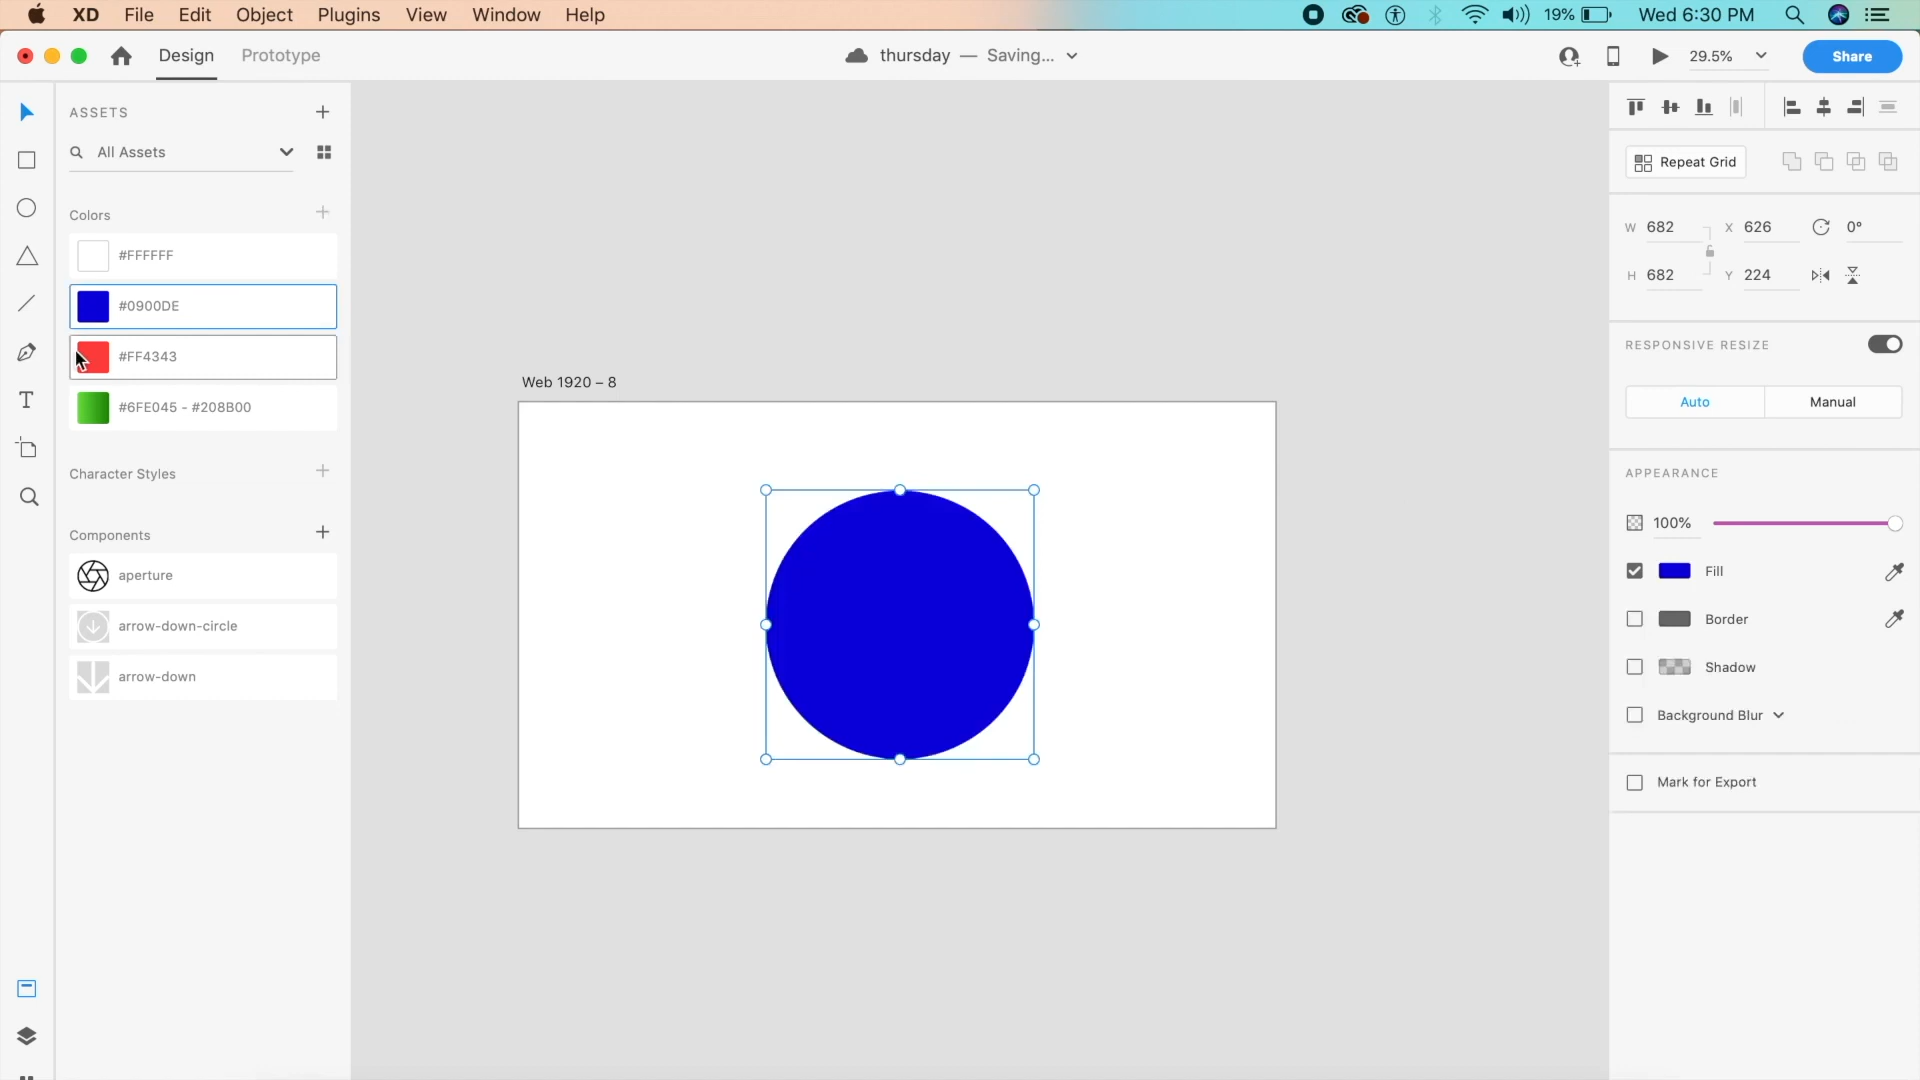 XD File Edit Object Plugins View Window Help 19% Wed 6:30 PM
Design Prototype thursday — Saving... 29.5% Share
ASSETS
All Assets
Colors
#FFFFFF
#0900DE
#FF4343
#6FE045 - #208B00
Character Styles
Components
aperture
arrow-down-circle
arrow-down
T
Web 1920 – 8
Repeat Grid
W 682 X 626 0°
H 682 Y 224
RESPONSIVE RESIZE
Auto Manual
APPEARANCE
100%
Fill
Border
Shadow
Background Blur
Mark for Export